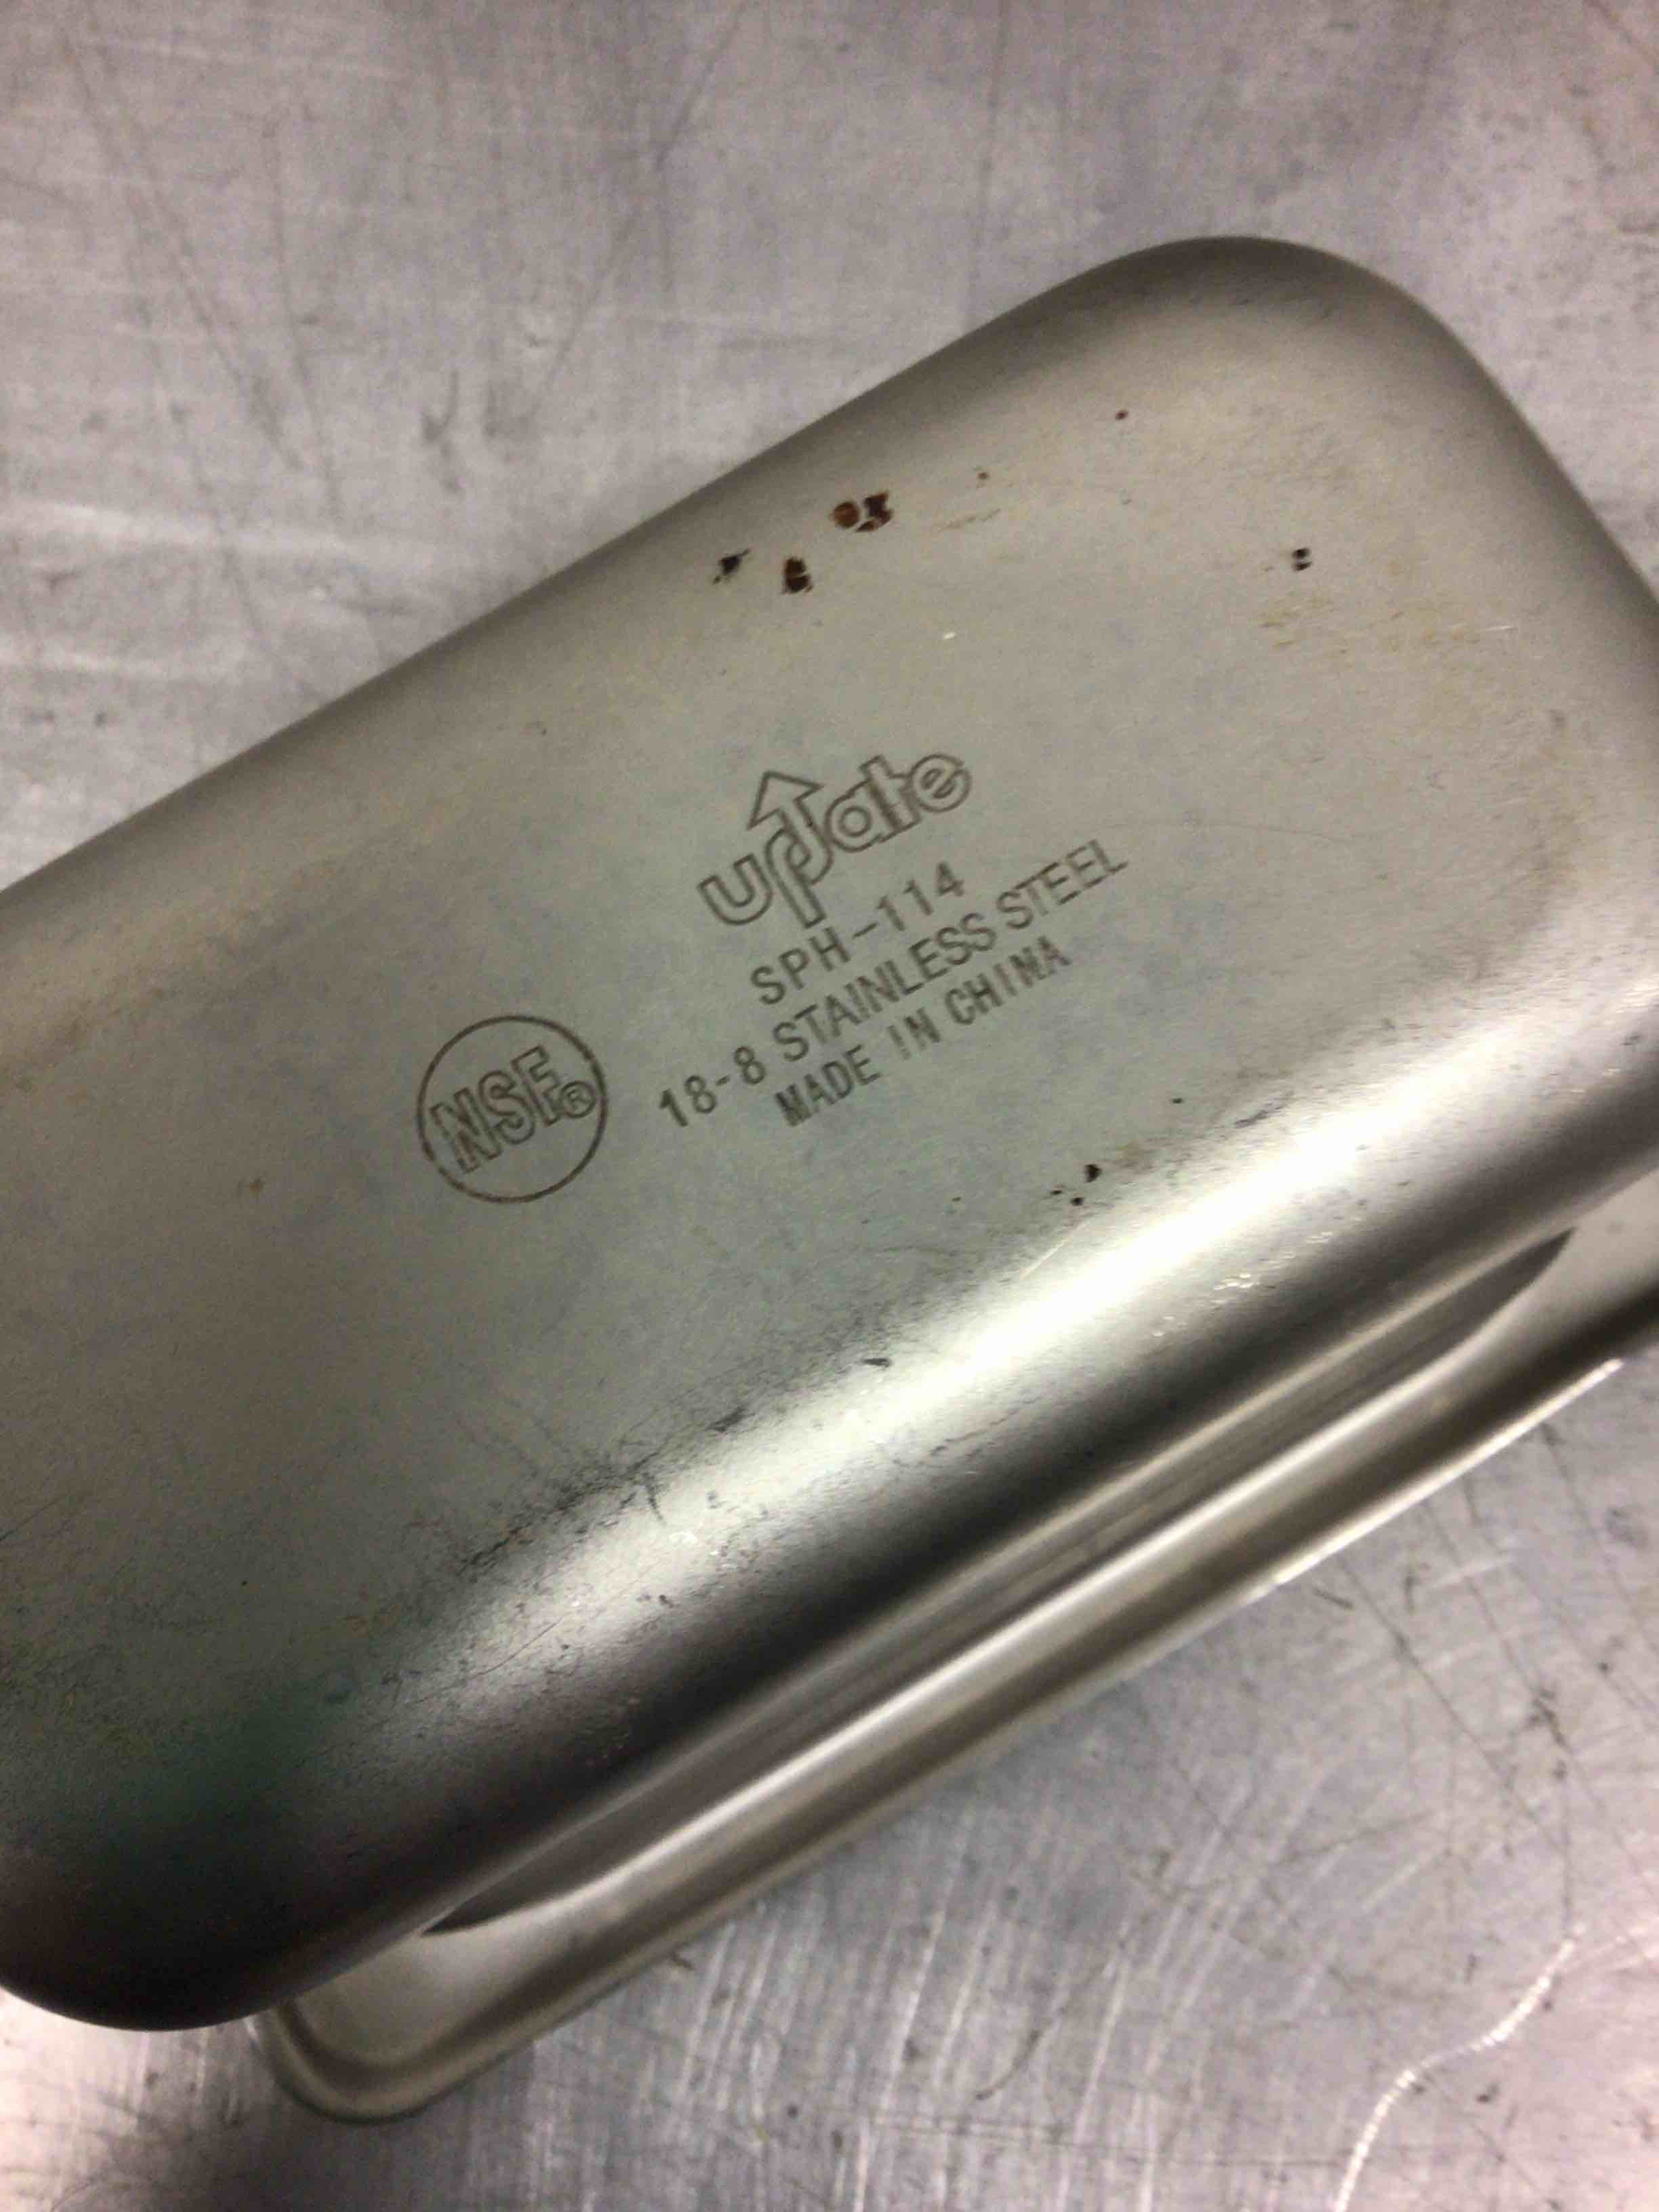 update
SPH-114
18-8 STAINLESS STEEL
MADE IN CHINA
NSF®